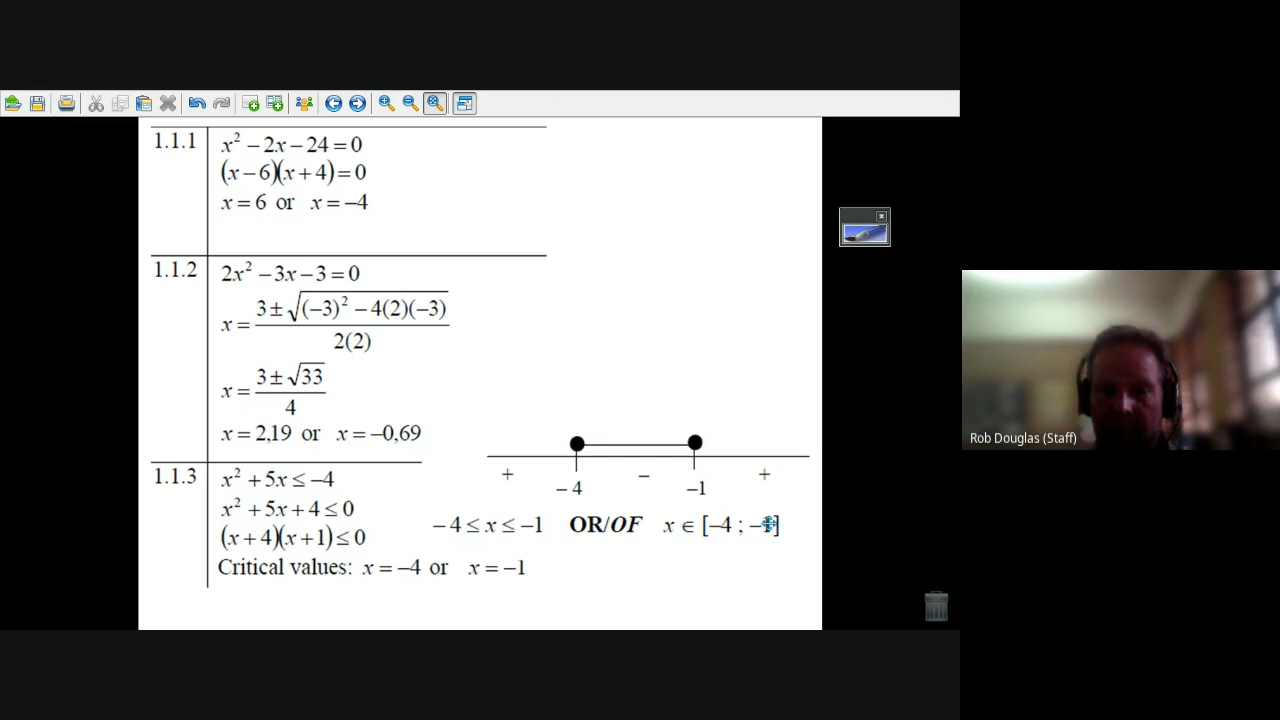 1.1.1 x² − 2x − 24 = 0
(x − 6)(x + 4) = 0
x = 6 or x = −4
1.1.2 2x² − 3x − 3 = 0
x = (3 ± √((−3)² − 4(2)(−3))) / 2(2)
x = (3 ± √33) / 4
x = 2,19 or x = −0,69
1.1.3 x² + 5x ≤ −4
x² + 5x + 4 ≤ 0
(x + 4)(x + 1) ≤ 0
Critical values: x = −4 or x = −1
+ − +
−4 −1
−4 ≤ x ≤ −1 OR/OF x ∈ [−4 ; −1]
Rob Douglas (Staff)